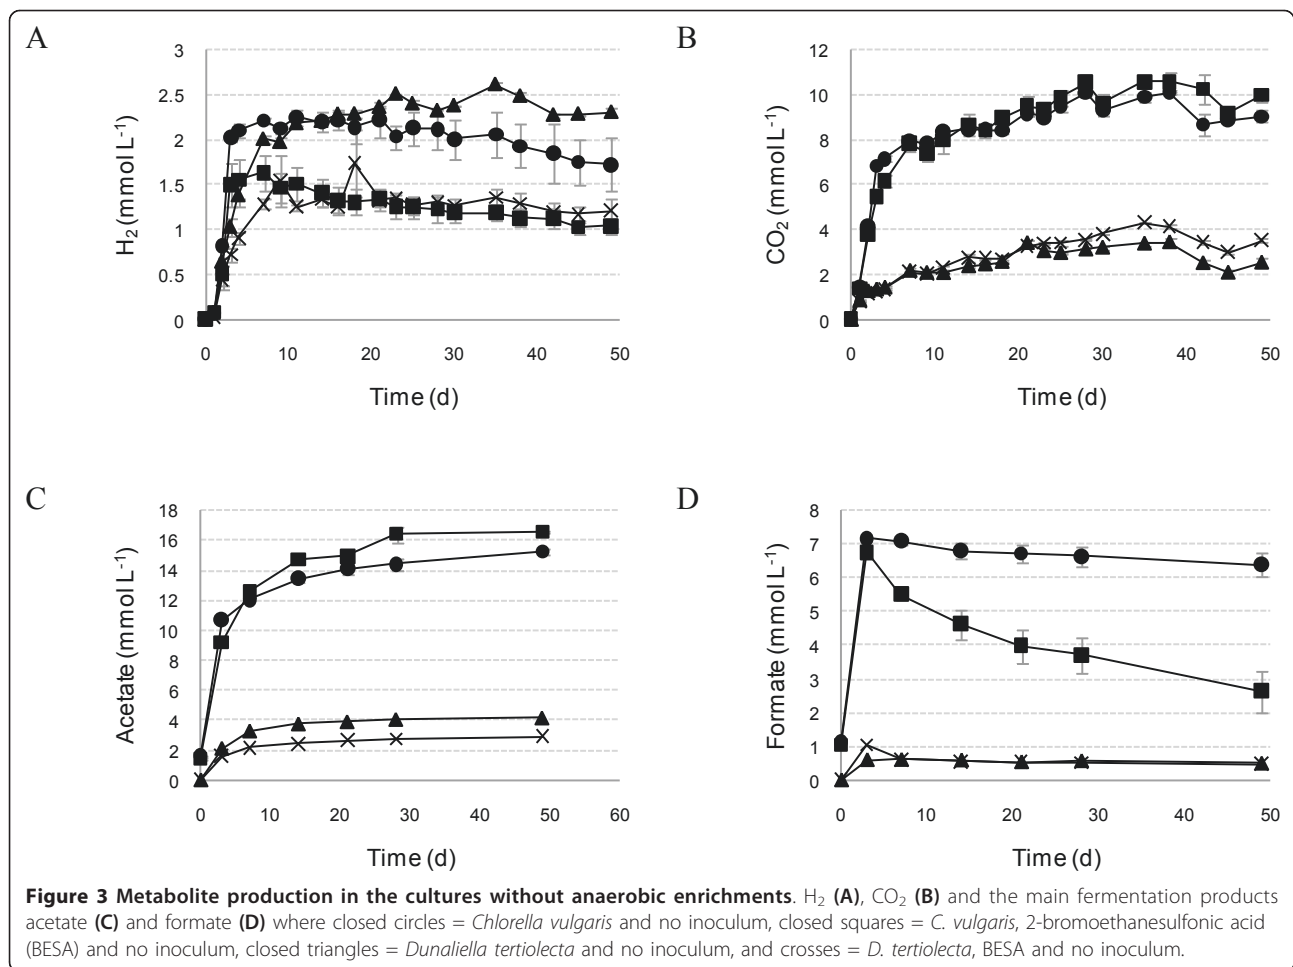 A
3
2.5
2
1.5
1
0.5
0
H₂ (mmol L⁻¹)
0 10 20 30 40 50
Time (d)
B
12
10
8
6
4
2
0
CO₂ (mmol L⁻¹)
0 10 20 30 40 50
Time (d)
C
18
16
14
12
10
8
6
4
2
0
Acetate (mmol L⁻¹)
0 10 20 30 40 50 60
Time (d)
D
8
7
6
5
4
3
2
1
0
Formate (mmol L⁻¹)
0 10 20 30 40 50
Time (d)
Figure 3 Metabolite production in the cultures without anaerobic enrichments. H₂ (A), CO₂ (B) and the main fermentation products
acetate (C) and formate (D) where closed circles = Chlorella vulgaris and no inoculum, closed squares = C. vulgaris, 2-bromoethanesulfonic acid
(BESA) and no inoculum, closed triangles = Dunaliella tertiolecta and no inoculum, and crosses = D. tertiolecta, BESA and no inoculum.